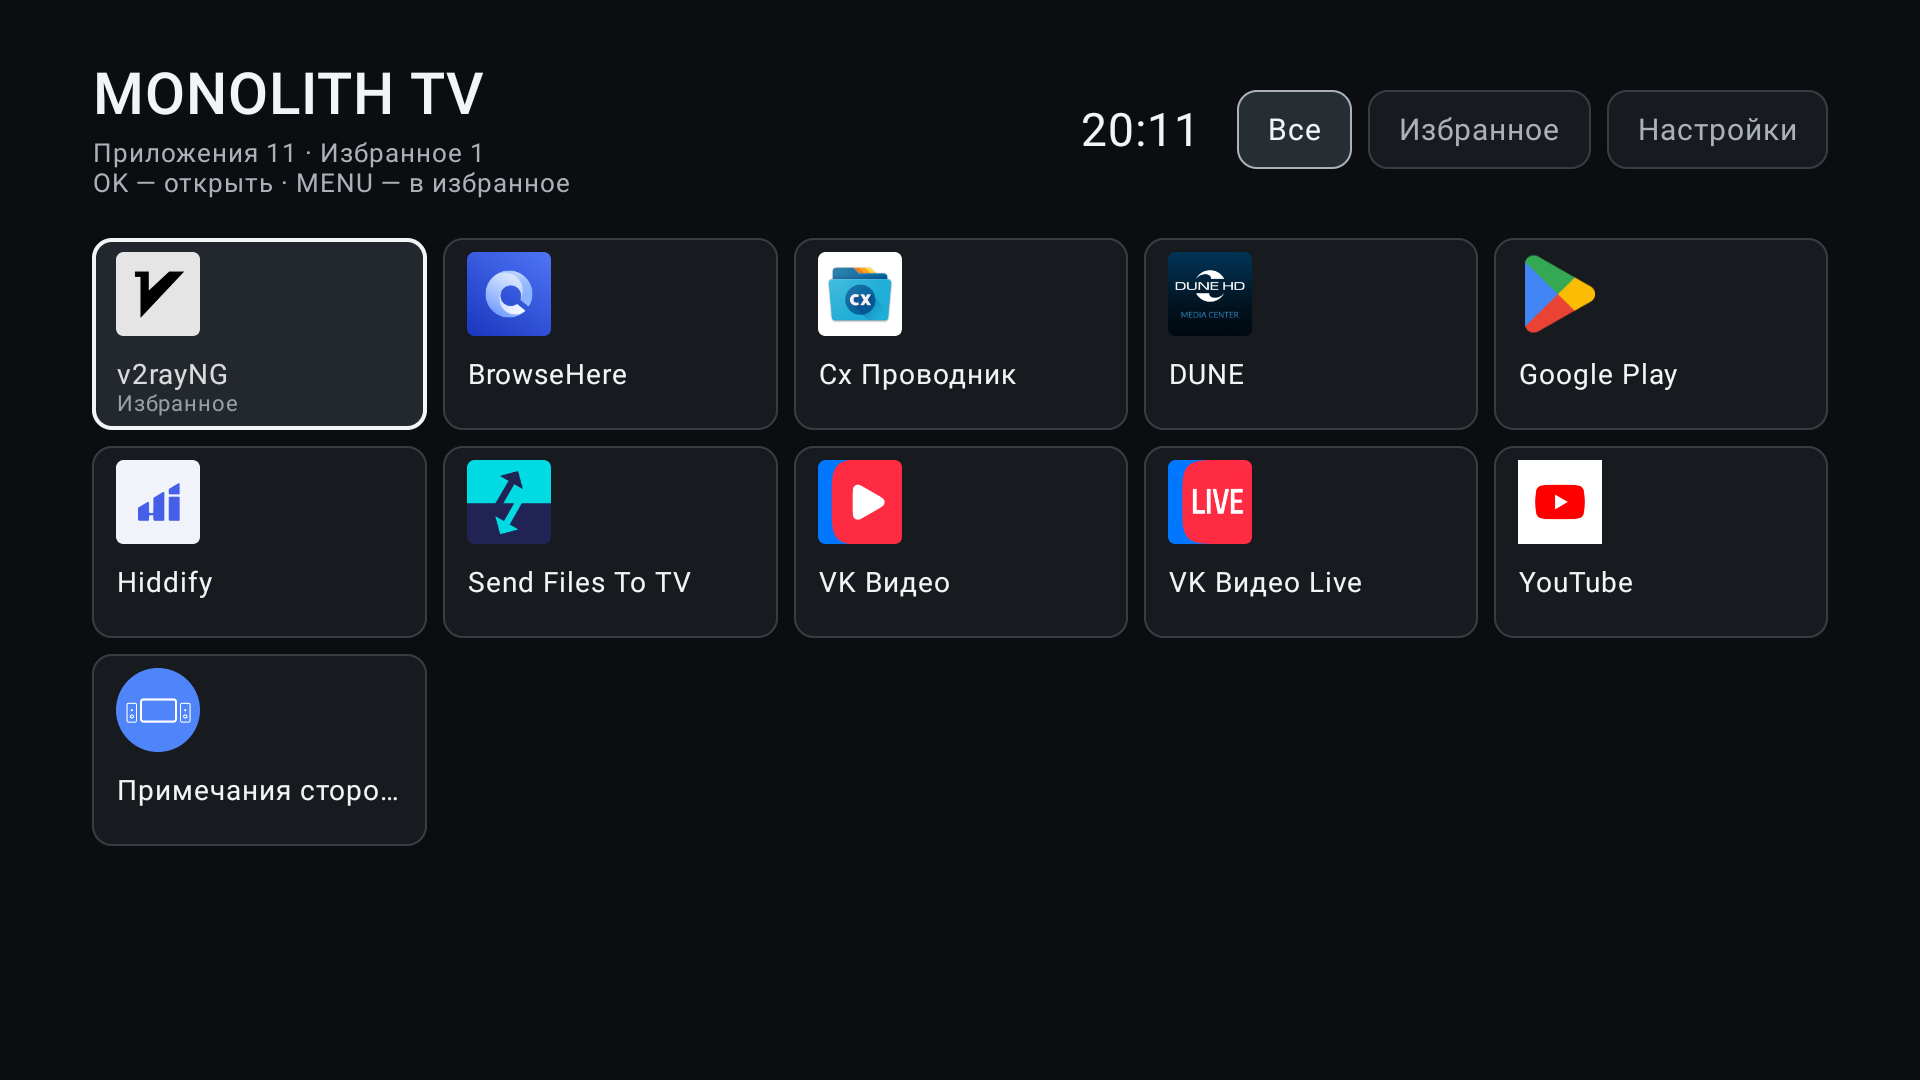 MONOLITH TV
Приложения 11 · Избранное 1
OK — открыть · MENU — в избранное
20:11
Все
Избранное
Настройки
v2rayNG
Избранное
BrowseHere
CX
Cx Проводник
DUNE HD
MEDIA CENTER
DUNE
Google Play
Hiddify
Send Files To TV
VK Видео
LIVE
VK Видео Live
YouTube
Примечания сторо…